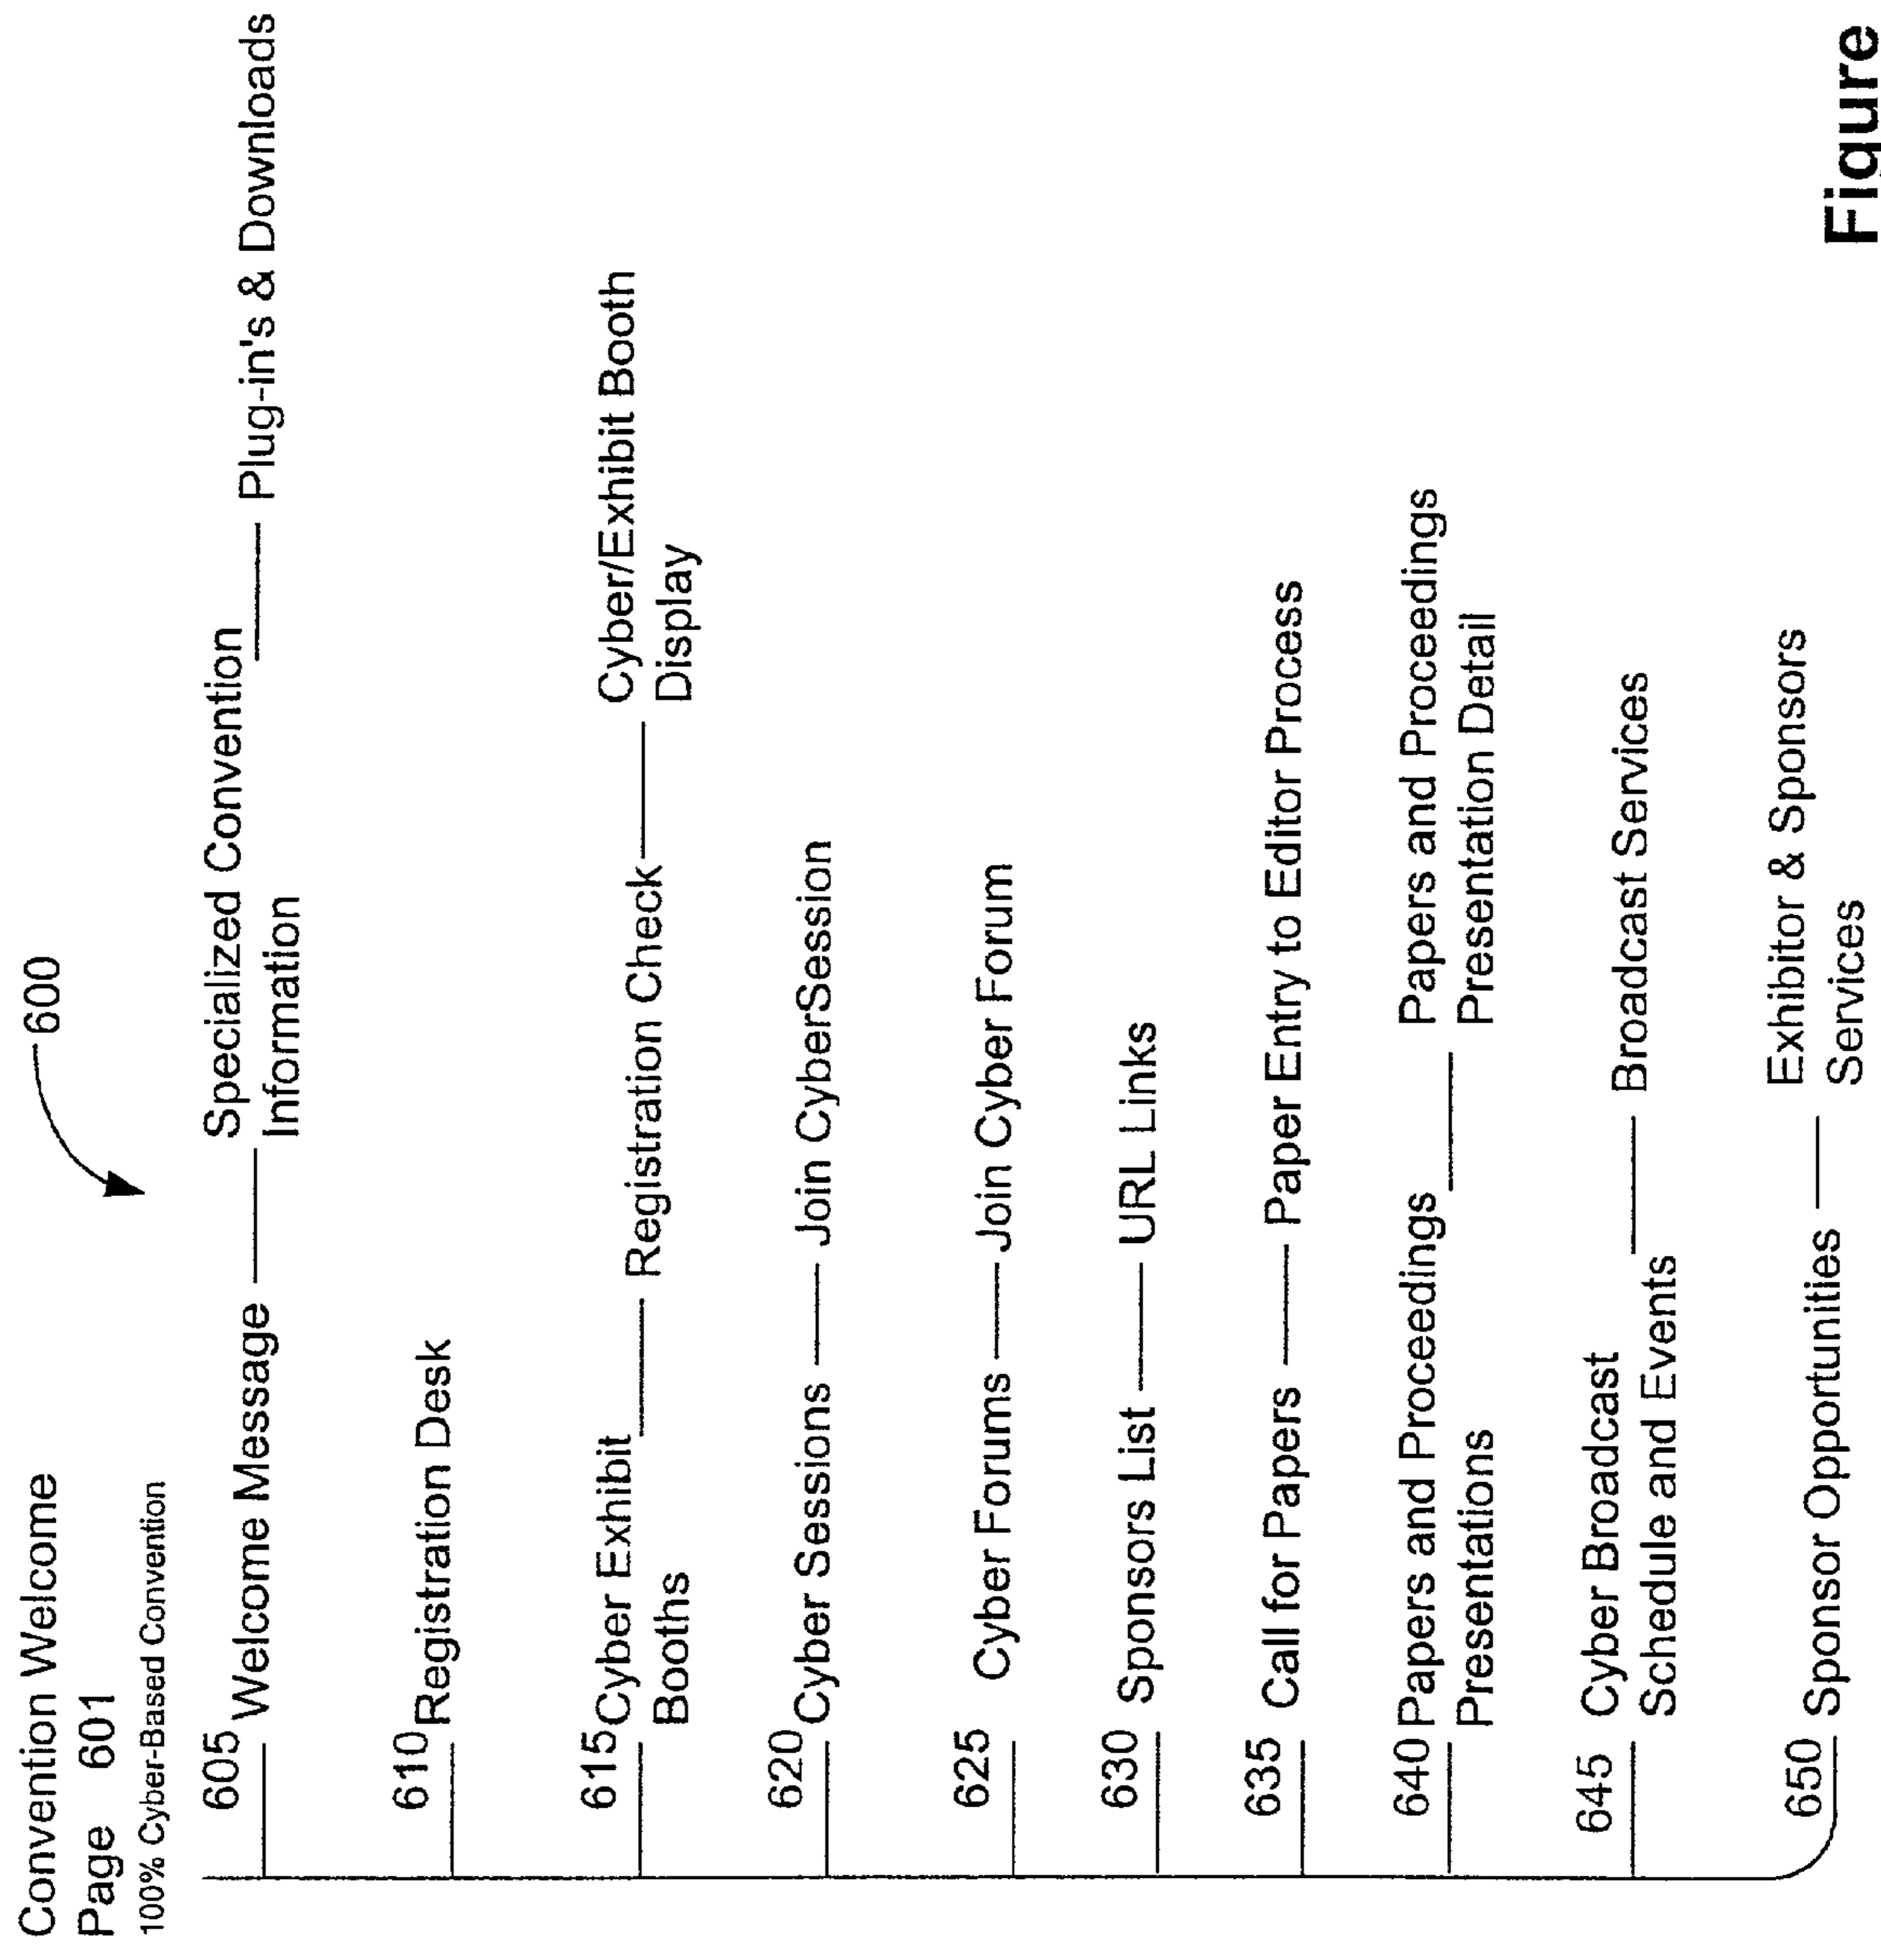 Convention Welcome
Page 601
100% Cyber-Based Convention
600
605 Welcome Message
Specialized Convention
Information
Plug-in's & Downloads
610 Registration Desk
615 Cyber Exhibit
Booths
Registration Check
Cyber/Exhibit Booth
Display
620 Cyber Sessions
Join CyberSession
625 Cyber Forums
Join Cyber Forum
630 Sponsors List
URL Links
635 Call for Papers
Paper Entry to Editor Process
640 Papers and Proceedings
Presentations
Papers and Proceedings
Presentation Detail
645 Cyber Broadcast
Schedule and Events
Broadcast Services
650 Sponsor Opportunities
Exhibitor & Sponsors
Services
Figure